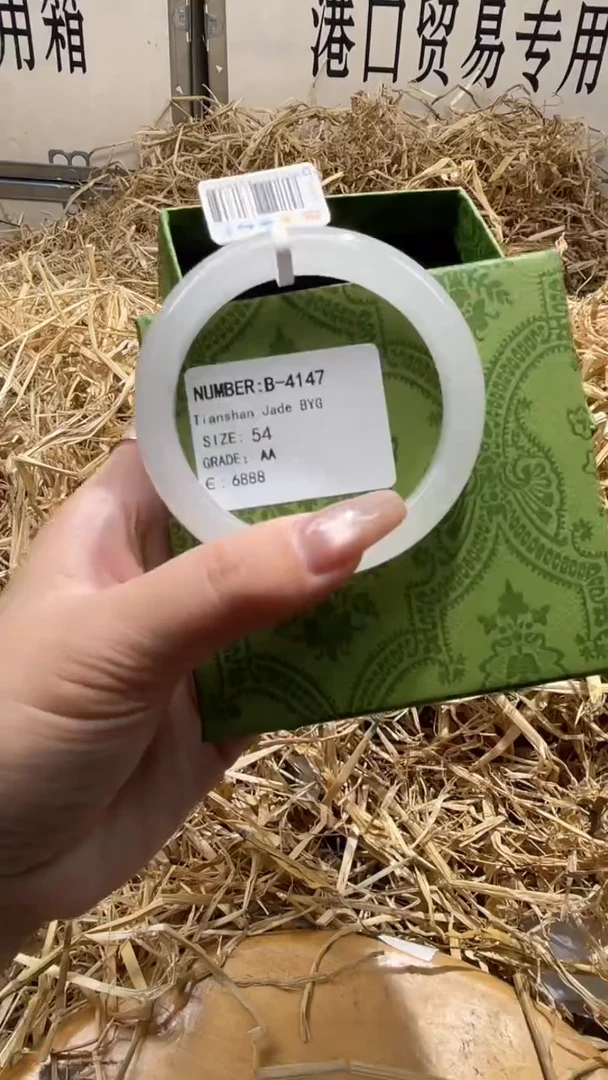 用箱
港口贸易专用
NUMBER:B-4147
Tianshan Jade BYG
SIZE: 54
GRADE: AA
€: 6888